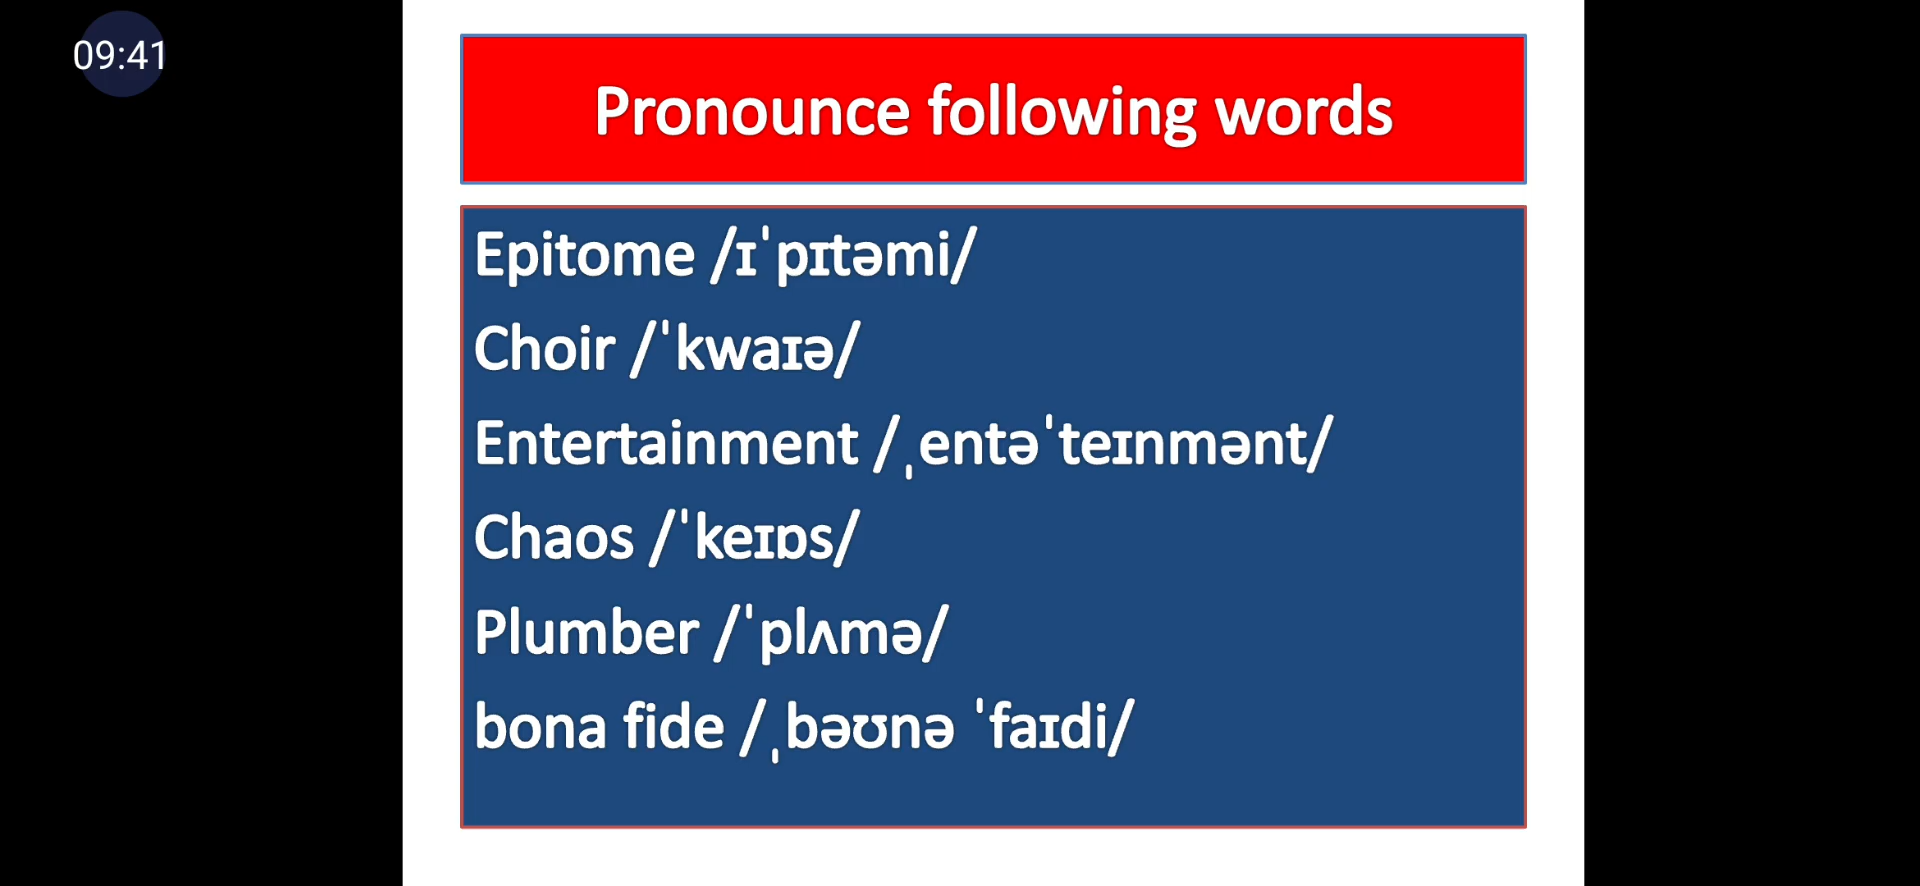 09:41
Pronounce following words
Epitome /ɪˈpɪtəmi/
Choir /ˈkwaɪə/
Entertainment /ˌentəˈteɪnmənt/
Chaos /ˈkeɪɒs/
Plumber /ˈplʌmə/
bona fide /ˌbəʊnə ˈfaɪdi/